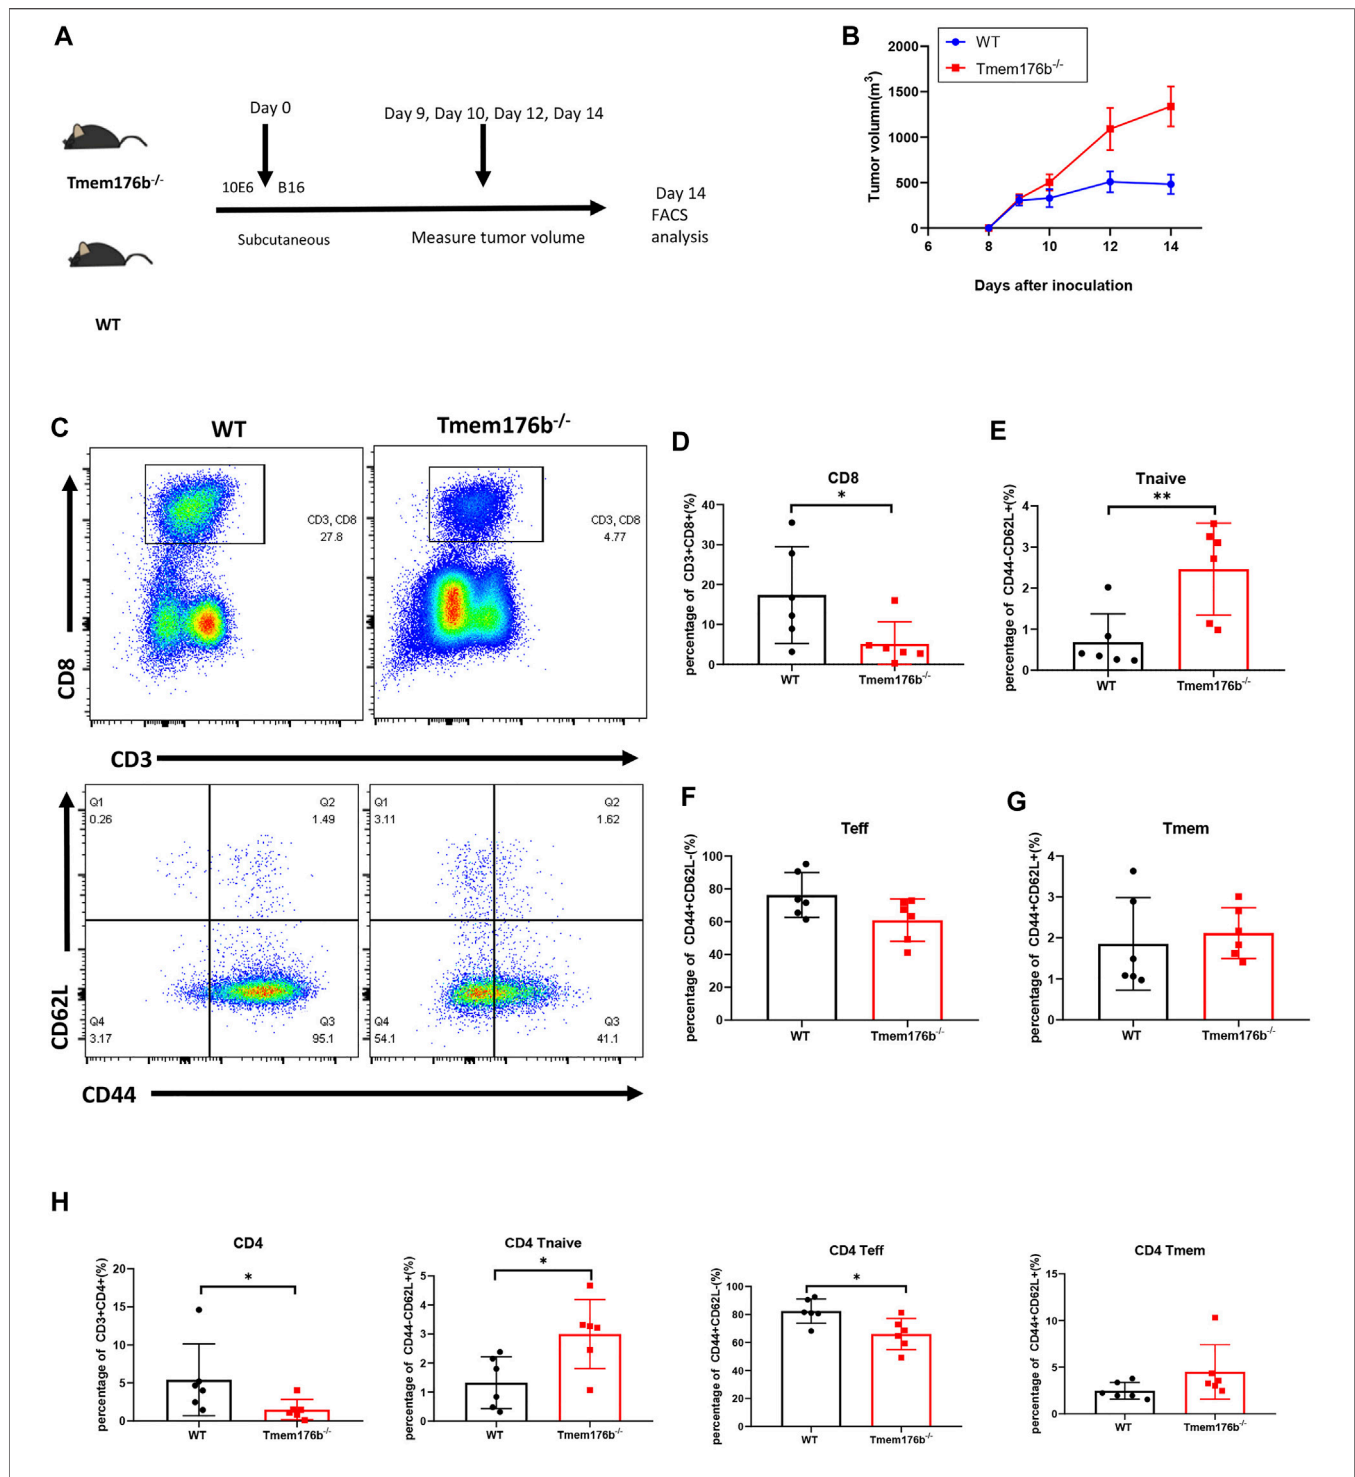 A
Day 0
Day 9, Day 10, Day 12, Day 14
Tmem176b-/-
10E6
B16
Subcutaneous
Measure tumor volume
Day 14
FACS
analysis
WT
B
WT
Tmem176b-/-
Tumor volumn(m3)
2000
1500
1000
500
0
6
8
10
12
14
Days after inoculation
C
WT
Tmem176b-/-
CD3, CD8
27.8
CD3, CD8
4.77
CD8
CD3
Q1
0.26
Q2
1.49
Q4
3.17
Q3
95.1
Q1
3.11
Q2
1.62
Q4
54.1
Q3
41.1
CD62L
CD44
D
CD8
*
percentage of CD3+CD8+(%)
40
30
20
10
0
WT
Tmem176b-/-
E
Tnaive
**
percentage of CD44-CD62L+(%)
4
3
2
1
0
WT
Tmem176b-/-
F
Teff
percentage of CD44+CD62L-(%)
100
80
60
40
20
0
WT
Tmem176b-/-
G
Tmem
percentage of CD44+CD62L+(%)
4
3
2
1
0
WT
Tmem176b-/-
H
CD4
*
percentage of CD3+CD4+(%)
20
15
10
5
0
WT
Tmem176b-/-
CD4 Tnaive
*
percentage of CD44-CD62L+(%)
5
4
3
2
1
0
WT
Tmem176b-/-
CD4 Teff
*
percentage of CD44+CD62L-(%)
100
80
60
40
20
0
WT
Tmem176b-/-
CD4 Tmem
percentage of CD44+CD62L+(%)
15
10
5
0
WT
Tmem176b-/-